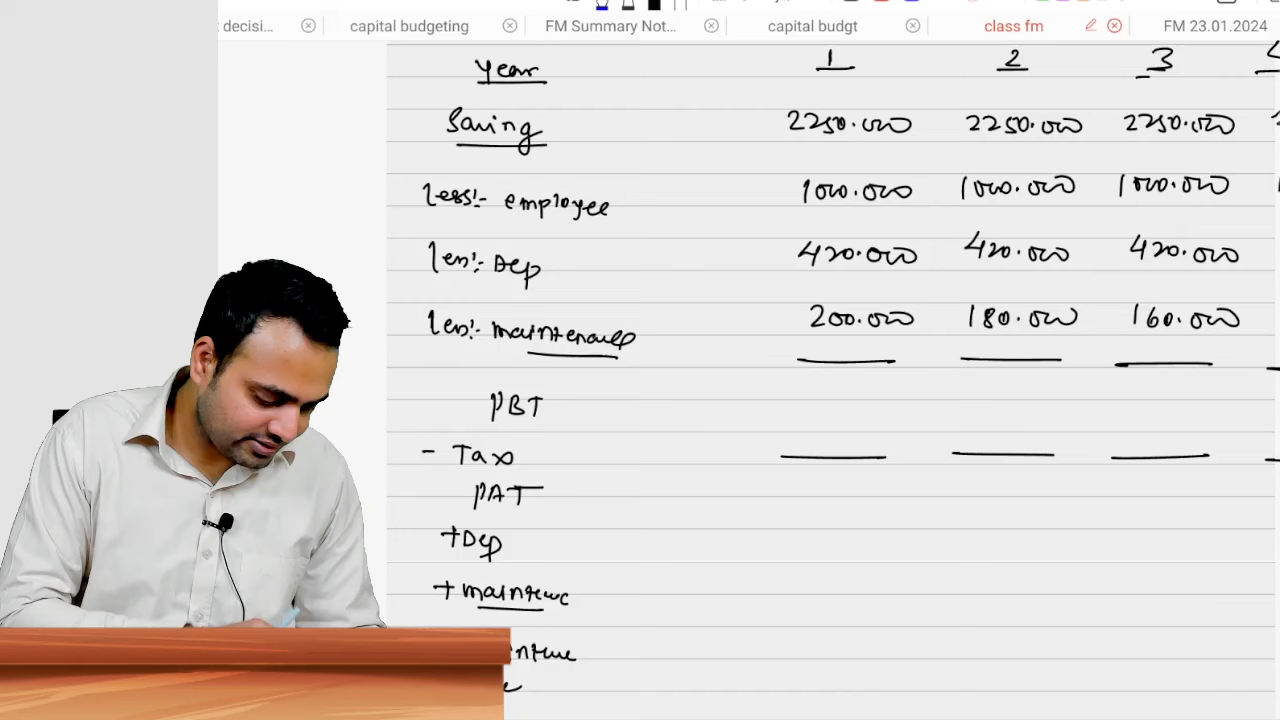 t decisi... capital budgeting FM Summary Not... capital budgt class fm FM 23.01.2024
Year 1 2 3
Saving 2250.000 2250.000 2250.000
less:- employee 1000.000 1000.000 1000.000
less:- Dep 420.000 420.000 420.000
less:- maintenance 200.000 180.000 160.000
PBT
- Tax
PAT
+Dep
+ maintenc